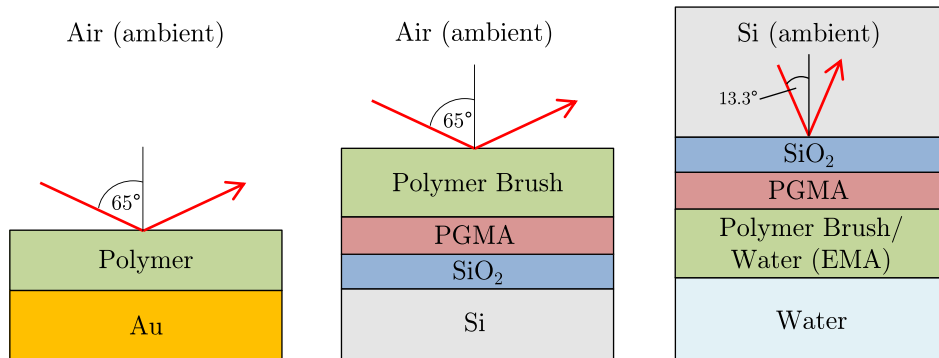 Air (ambient)
65°
Polymer
Au
Air (ambient)
65°
Polymer Brush
PGMA
SiO₂
Si
Si (ambient)
13.3°
SiO₂
PGMA
Polymer Brush/
Water (EMA)
Water